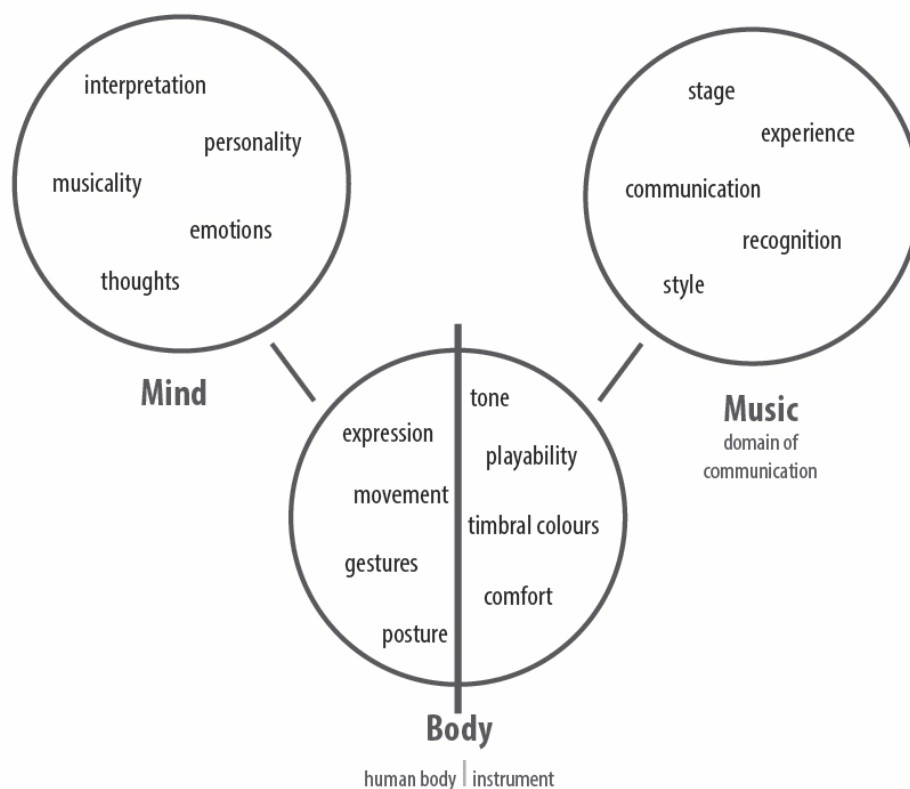 interpretation
personality
musicality
emotions
thoughts
Mind
stage
experience
communication
recognition
style
Music
domain of
communication
expression
movement
gestures
posture
tone
playability
timbral colours
comfort
Body
human body | instrument